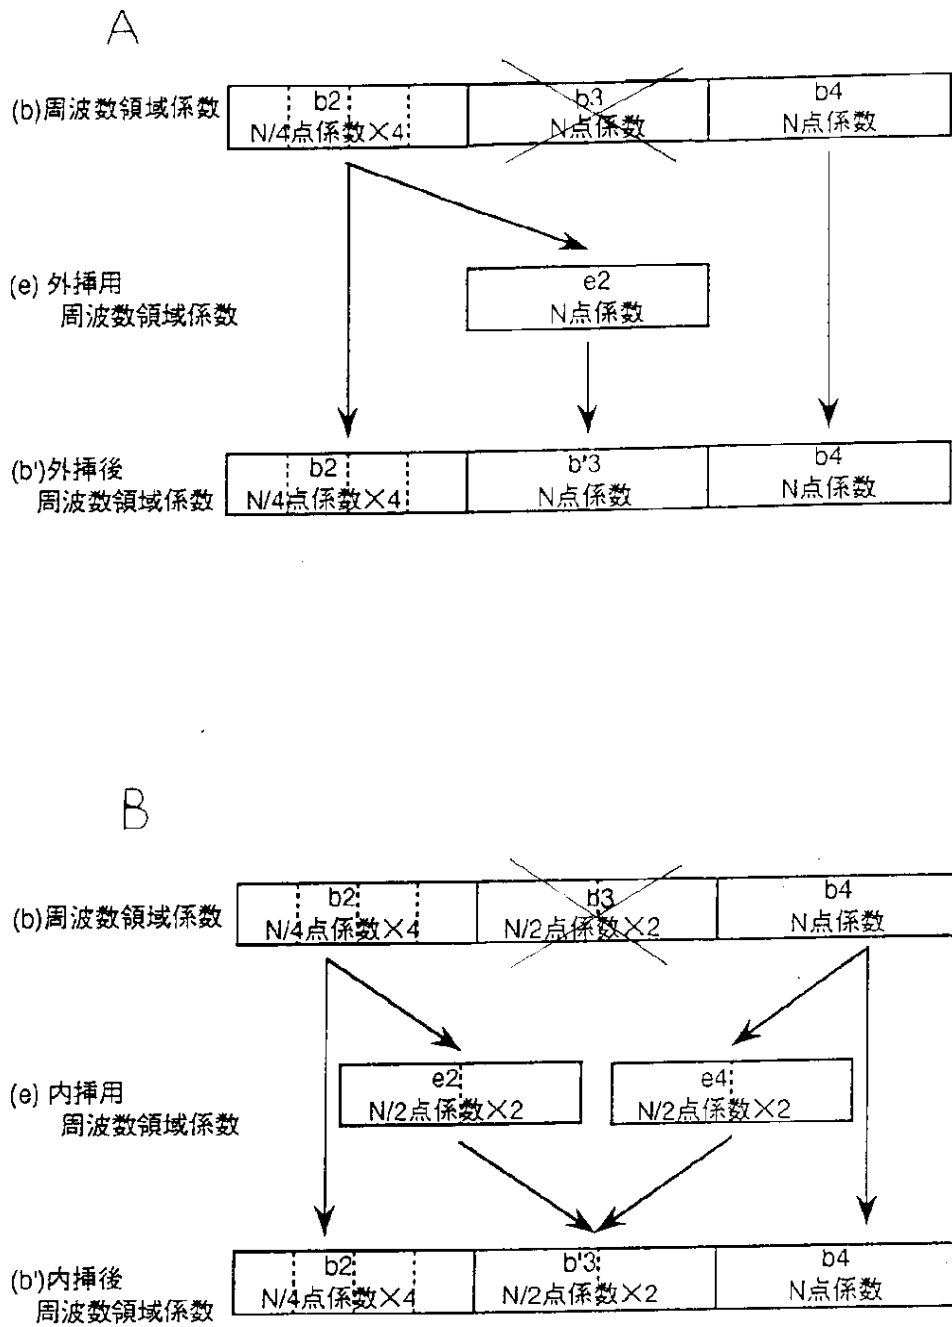 A
(b)周波数領域係数
b2
N/4点係数×4
b3
N点係数
b4
N点係数
(e) 外挿用
周波数領域係数
e2
N点係数
(b')外挿後
周波数領域係数
b2
N/4点係数×4
b'3
N点係数
b4
N点係数
B
(b)周波数領域係数
b2
N/4点係数×4
b3
N/2点係数×2
b4
N点係数
(e) 内挿用
周波数領域係数
e2
N/2点係数×2
e4
N/2点係数×2
(b')内挿後
周波数領域係数
b2
N/4点係数×4
b'3
N/2点係数×2
b4
N点係数